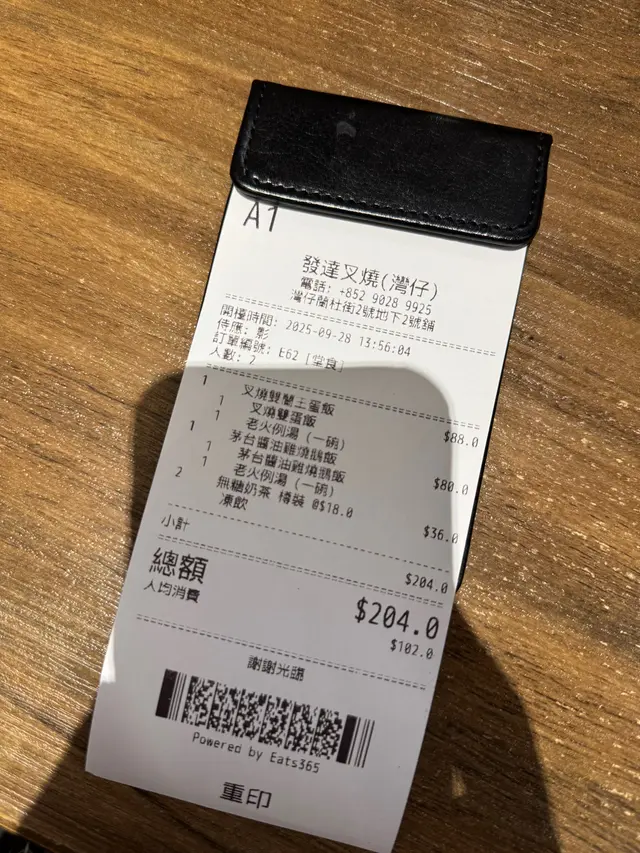 A1
發達叉燒(灣仔)
電話: +852 9028 9925
灣仔蘭杜街2號地下2號舖
開檯時間: 2025-09-28 13:56:04
侍應: 影
訂單編號: E62 [堂食]
人數: 2
1 叉燒雙闆王蛋飯 $88.0
1 叉燒雙蛋飯
1 老火例湯 (一碗)
1 茅台醬油雞燒鵝飯 $80.0
1 茅台醬油雞燒鵝飯
1 老火例湯 (一碗)
2 無糖奶茶 樽裝 @$18.0 $36.0
凍飲
小計 $204.0
總額 $204.0
人均消費 $102.0
謝謝光臨
Powered by Eats365
重印